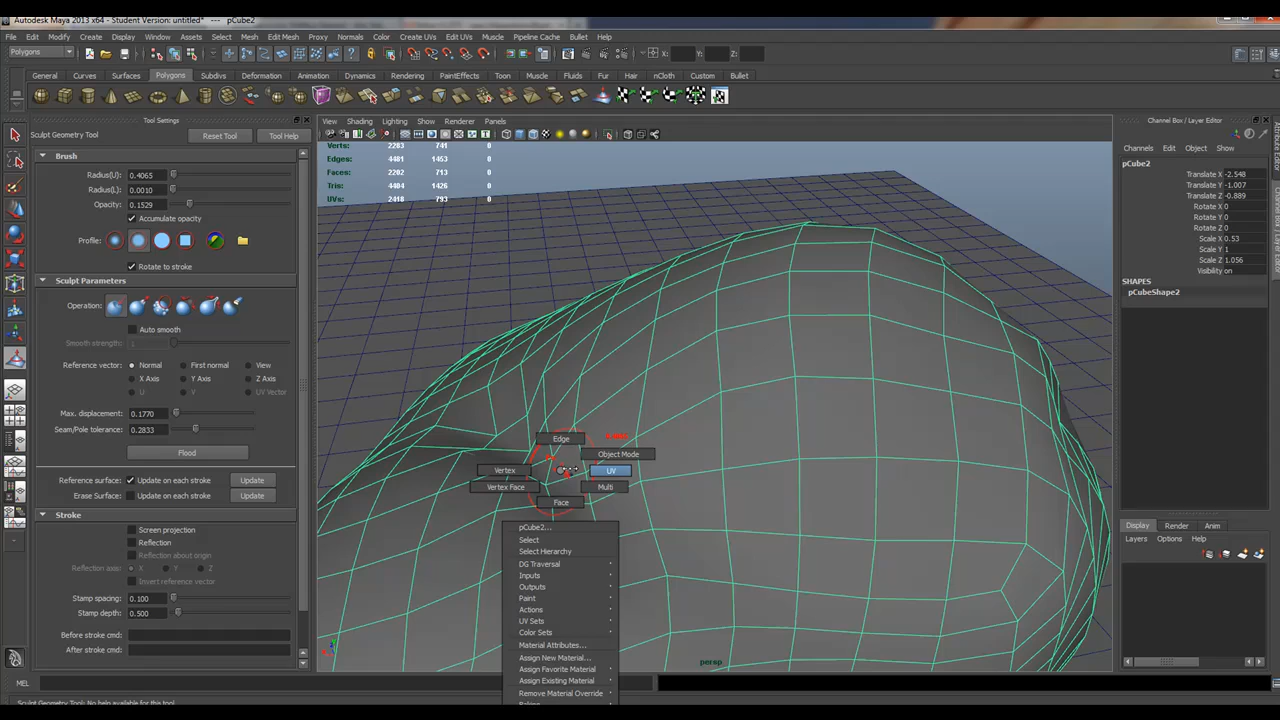 Autodesk Maya 2013 x64 - Student Version: untitled*   ---   pCube2
File Edit Modify Create Display Window Assets Select Mesh Edit Mesh Proxy Normals Color Create UVs Edit UVs Muscle Pipeline Cache Bullet Help
Polygons X: Y: Z:
General Curves Surfaces Polygons Subdivs Deformation Animation Dynamics Rendering PaintEffects Toon Muscle Fluids Fur Hair nCloth Custom Bullet
Tool Settings
Sculpt Geometry Tool Reset Tool Tool Help
Brush
Radius(U): 0.4065
Radius(L): 0.0010
Opacity: 0.1529
Accumulate opacity
Profile:
Rotate to stroke
Sculpt Parameters
Operation:
Auto smooth
Smooth strength: 1
Reference vector: Normal First normal View
X Axis Y Axis Z Axis
U V UV Vector
Max. displacement: 0.1770
Seam/Pole tolerance: 0.2833
Flood
Reference surface: Update on each stroke Update
Erase Surface: Update on each stroke Update
Stroke
Screen projection
Reflection
Reflection about origin
Reflection axis: X Y Z
Invert reference vector
Stamp spacing: 0.100
Stamp depth: 0.500
Before stroke cmd:
After stroke cmd:
View Shading Lighting Show Renderer Panels
Verts: 2283 741 0
Edges: 4481 1453 0
Faces: 2202 713 0
Tris: 4404 1426 0
UVs: 2418 793 0
Edge
Object Mode
Vertex
UV
Vertex Face
Multi
Face
pCube2...
Select
Select Hierarchy
DG Traversal
Inputs
Outputs
Paint
Actions
UV Sets
Color Sets
Material Attributes...
Assign New Material...
Assign Favorite Material
Assign Existing Material
Remove Material Override
persp
Channel Box / Layer Editor
Channels Edit Object Show
pCube2
Translate X -2.548
Translate Y -1.007
Translate Z -0.889
Rotate X 0
Rotate Y 0
Rotate Z 0
Scale X 0.53
Scale Y 1
Scale Z 1.056
Visibility on
SHAPES
pCubeShape2
Display Render Anim
Layers Options Help
MEL
Sculpt Geometry Tool: No help available for this tool